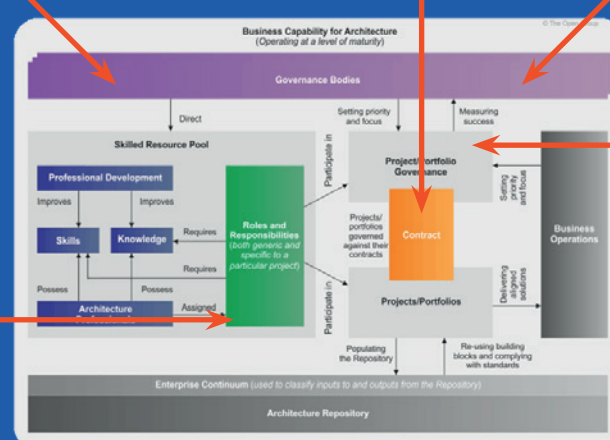 © The Open Group
Business Capability for Architecture
(Operating at a level of maturity)
Governance Bodies
Direct
Setting priority
and focus
Measuring
success
Skilled Resource Pool
Professional Development
Improves
Improves
Skills
Knowledge
Possess
Possess
Architecture
Professionals
Requires
Requires
Assigned
Roles and
Responsibilities
(both generic and
specific to a
particular project)
Participate in
Participate in
Project/Portfolio
Governance
Projects/
portfolios
governed
against their
contracts
Contract
Projects/Portfolios
Setting
priority
and focus
Delivering
aligned
solutions
Business
Operations
Populating
the Repository
Re-using building
blocks and complying
with standards
Enterprise Continuum (used to classify inputs to and outputs from the Repository)
Architecture Repository